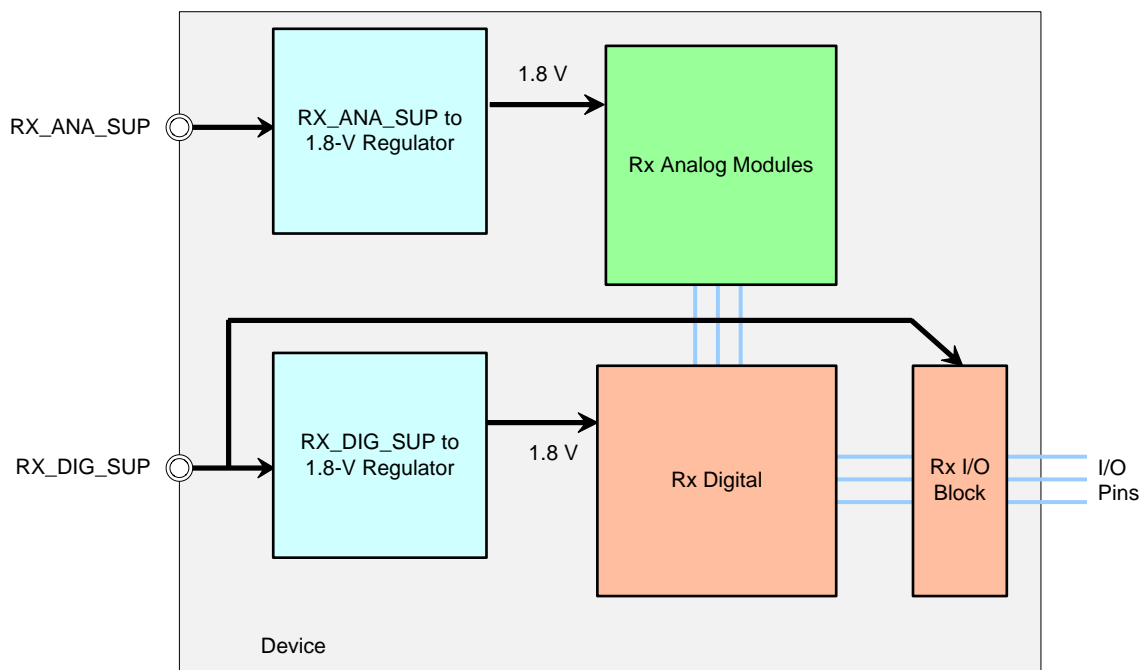 1.8 V
RX_ANA_SUP
RX_ANA_SUP to
1.8-V Regulator
Rx Analog Modules
RX_DIG_SUP
RX_DIG_SUP to
1.8-V Regulator
1.8 V
Rx Digital
Rx I/O
Block
I/O
Pins
Device